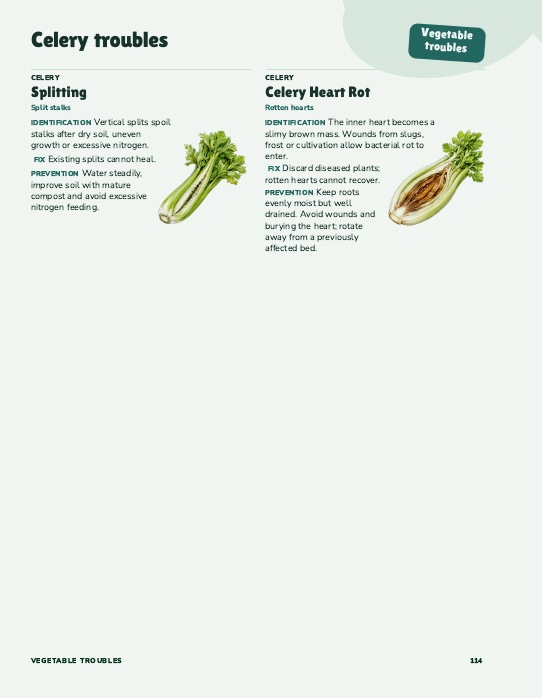 Celery troubles
Vegetable
troubles
CELERY
Splitting
Split stalks
IDENTIFICATION Vertical splits spoil
stalks after dry soil, uneven
growth or excessive nitrogen.
FIX Existing splits cannot heal.
PREVENTION Water steadily,
improve soil with mature
compost and avoid excessive
nitrogen feeding.
CELERY
Celery Heart Rot
Rotten hearts
IDENTIFICATION The inner heart becomes a
slimy brown mass. Wounds from slugs,
frost or cultivation allow bacterial rot to
enter.
FIX Discard diseased plants;
rotten hearts cannot recover.
PREVENTION Keep roots
evenly moist but well
drained. Avoid wounds and
burying the heart; rotate
away from a previously
affected bed.
VEGETABLE TROUBLES
114